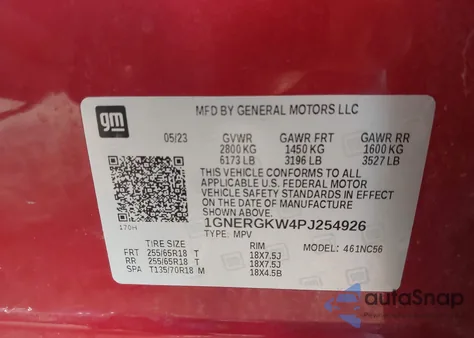 gm
MFD BY GENERAL MOTORS LLC
05/23 GVWR GAWR FRT GAWR RR
2800 KG 1450 KG 1600 KG
6173 LB 3196 LB 3527 LB
THIS VEHICLE CONFORMS TO ALL
APPLICABLE U.S. FEDERAL MOTOR
VEHICLE SAFETY STANDARDS IN EFFECT
ON THE DATE OF MANUFACTURE
SHOWN ABOVE.
1GNERGKW4PJ254926
170H
TYPE: MPV
TIRE SIZE RIM MODEL: 461NC56
FRT 255/65R18 T 18X7.5J
RR 255/65R18 T 18X7.5J
SPA T135/70R18 M 18X4.5B
autoSnap